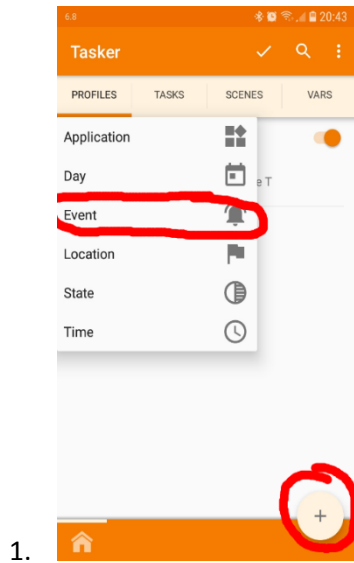 6.8 20:43
Tasker
PROFILES TASKS SCENES VARS
Application
Day
e T
Event
Location
State
Time
+
1.